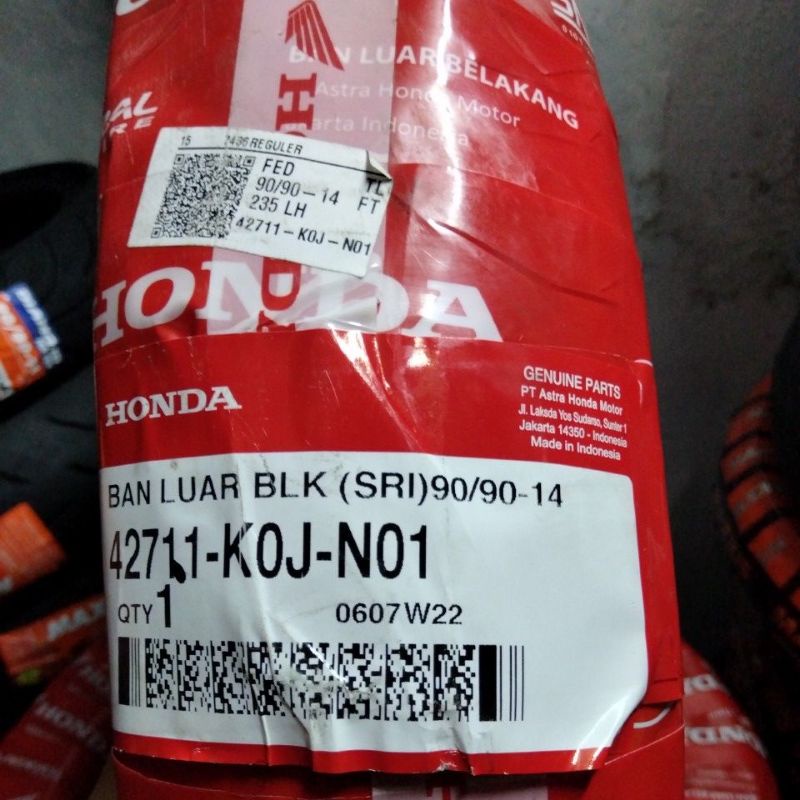 BAN LUAR BELAKANG
Astra Honda Motor
Indonesia
15 2436 REGULER
FED TL
90/90-14 FT
235 LH
42711-K0J-N01
HONDA
HONDA
GENUINE PARTS
PT Astra Honda Motor
Jl. Laksda Yos Sudarso, Sunter 1
Jakarta 14350 - Indonesia
Made in Indonesia
BAN LUAR BLK (SRI)90/90-14
42711-K0J-N01
QTY 1 0607W22